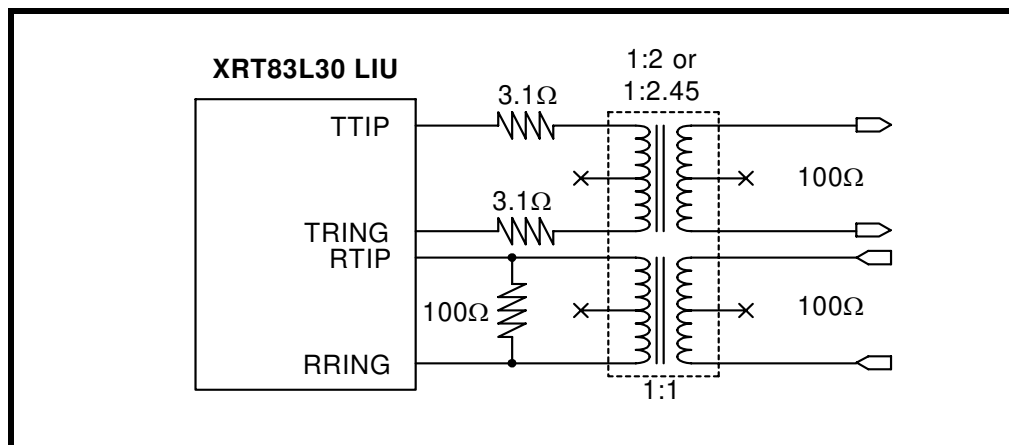 XRT83L30 LIU
1:2 or
1:2.45
3.1Ω
TTIP
100Ω
3.1Ω
TRING
RTIP
100Ω
100Ω
RRING
1:1